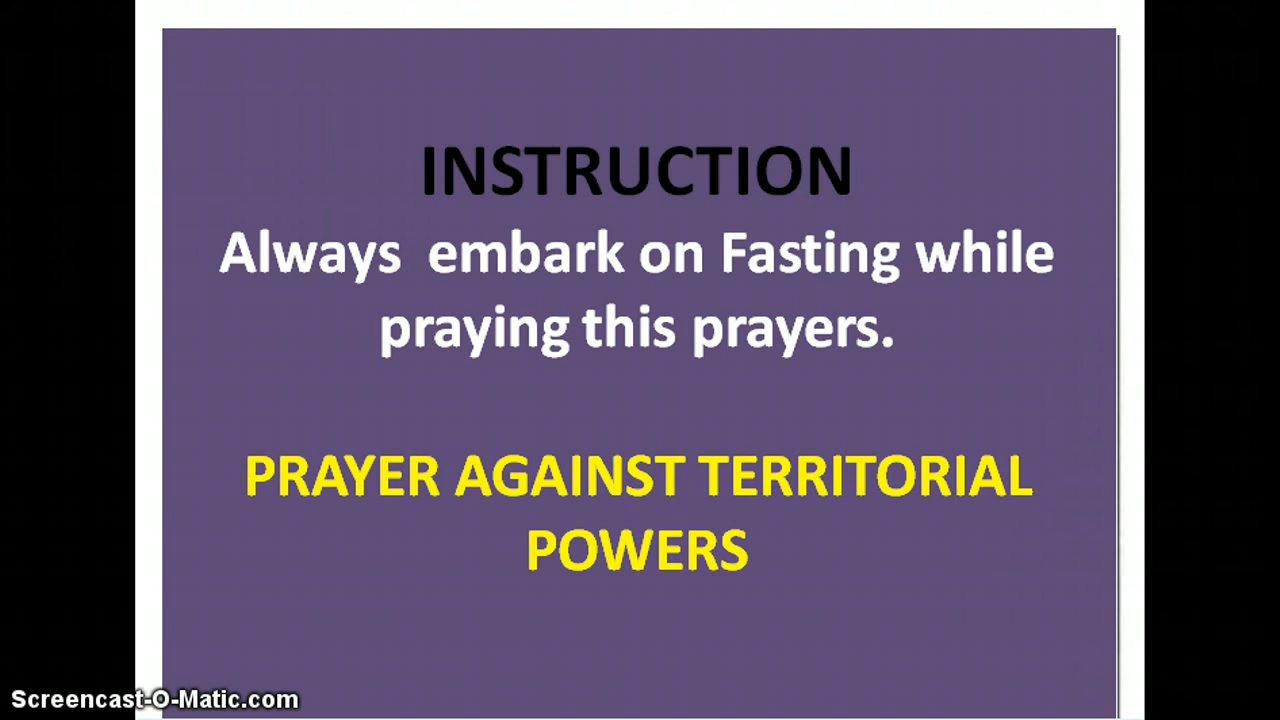 INSTRUCTION
Always  embark on Fasting while
praying this prayers.
PRAYER AGAINST TERRITORIAL
POWERS
Screencast-O-Matic.com